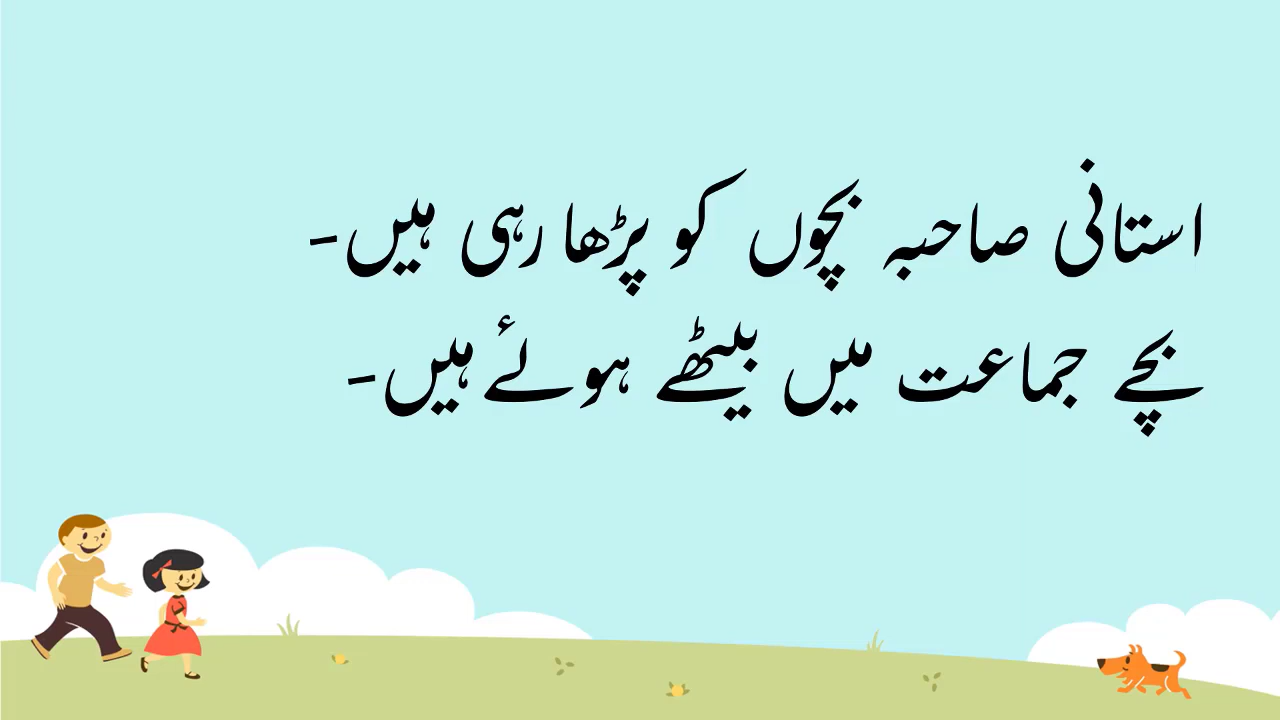 استانی صاحبہ بچوں کو پڑھا رہی ہیں۔
بچے جماعت میں بیٹھے ہوئے ہیں۔